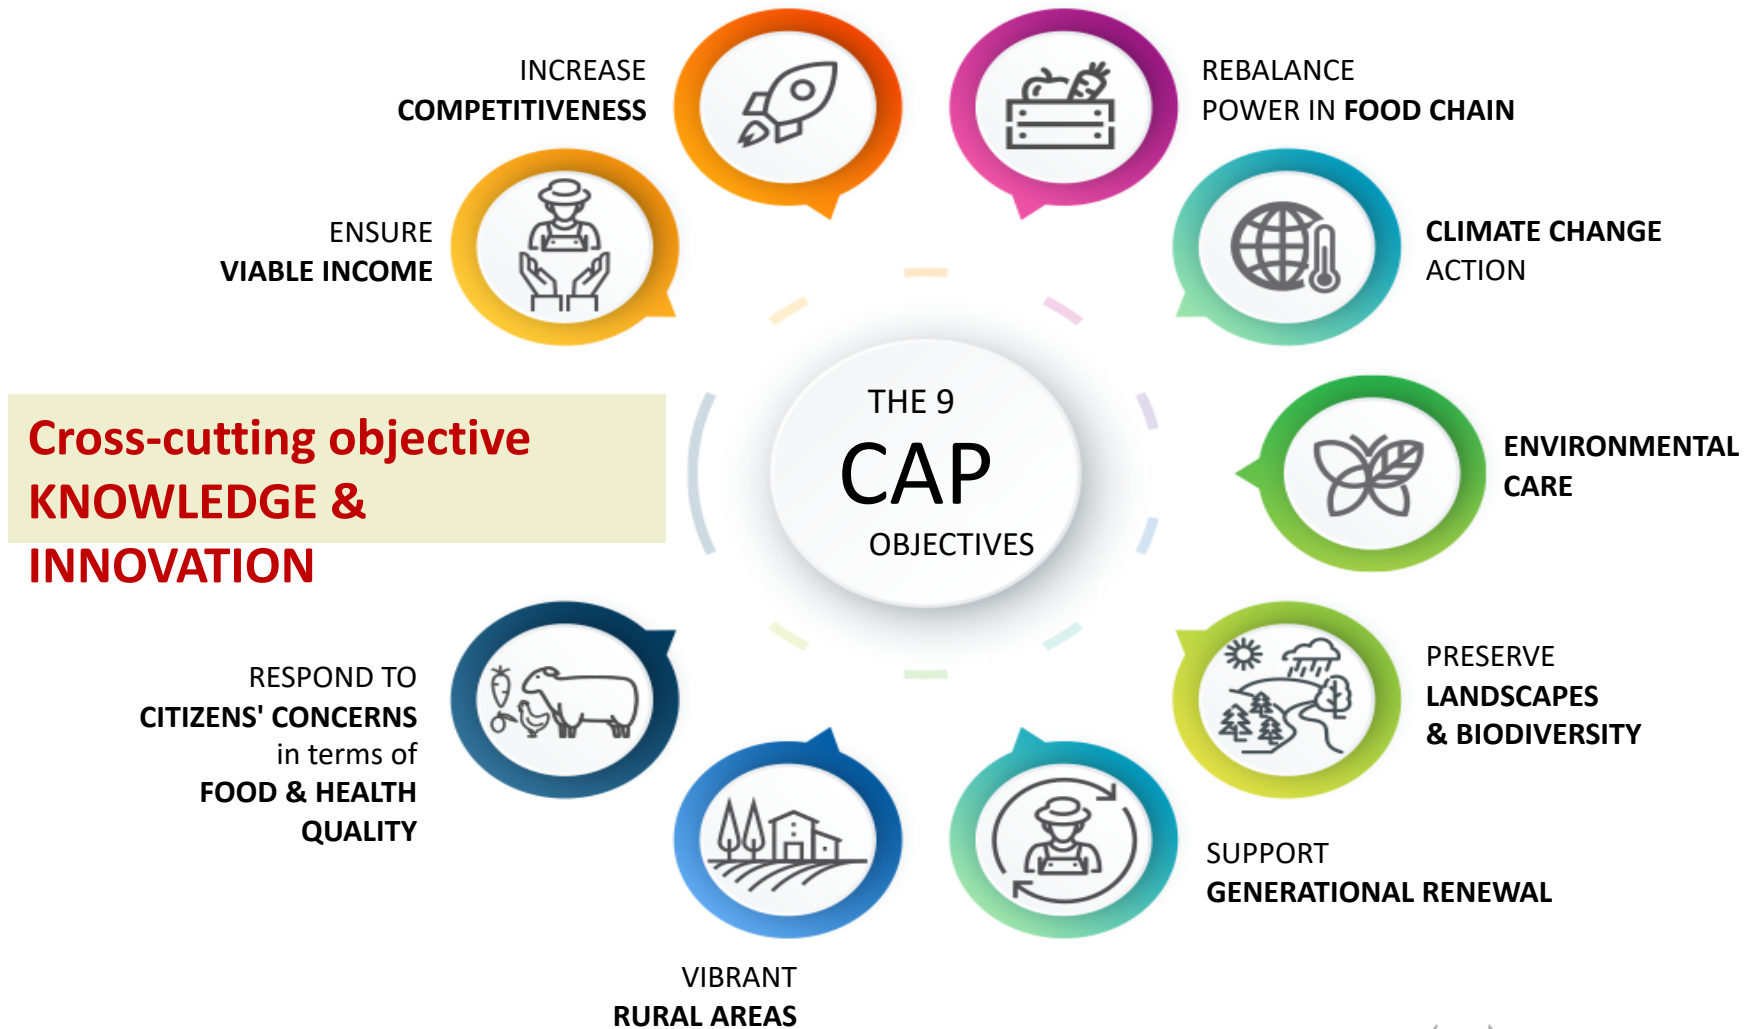 INCREASE
COMPETITIVENESS
REBALANCE
POWER IN FOOD CHAIN
ENSURE
VIABLE INCOME
CLIMATE CHANGE
ACTION
Cross-cutting objective
KNOWLEDGE &
INNOVATION
THE 9
CAP
OBJECTIVES
ENVIRONMENTAL
CARE
RESPOND TO
CITIZENS' CONCERNS
in terms of
FOOD & HEALTH
QUALITY
PRESERVE
LANDSCAPES
& BIODIVERSITY
SUPPORT
GENERATIONAL RENEWAL
VIBRANT
RURAL AREAS